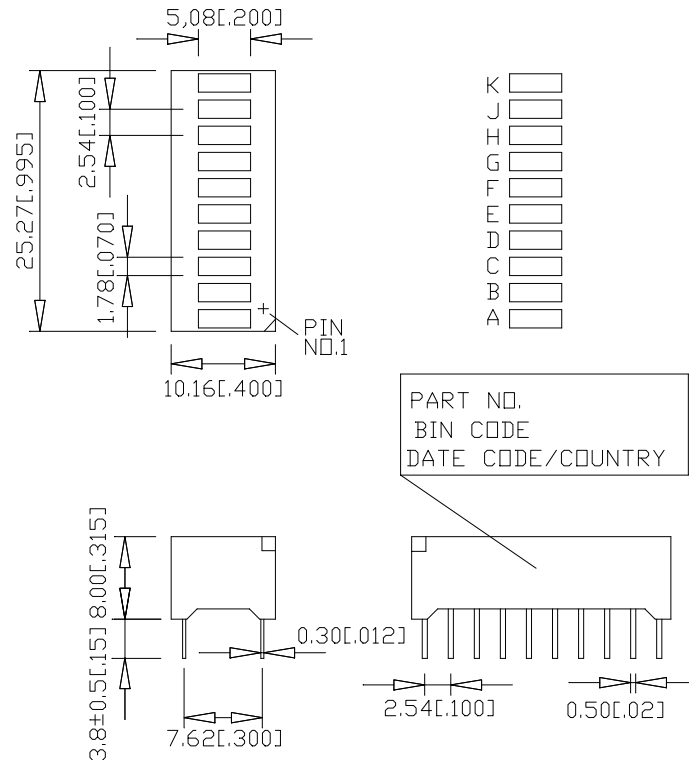 5,08[.200]
25.27[.995]
2.54[.100]
1.78[.070]
PIN
NO.1
10.16[.400]
K
J
H
G
F
E
D
C
B
A
PART NO.
BIN CODE
DATE CODE/COUNTRY
8.00[.315]
3.8±0.5[.15]
0.30[.012]
7.62[.300]
2.54[.100]
0.50[.02]